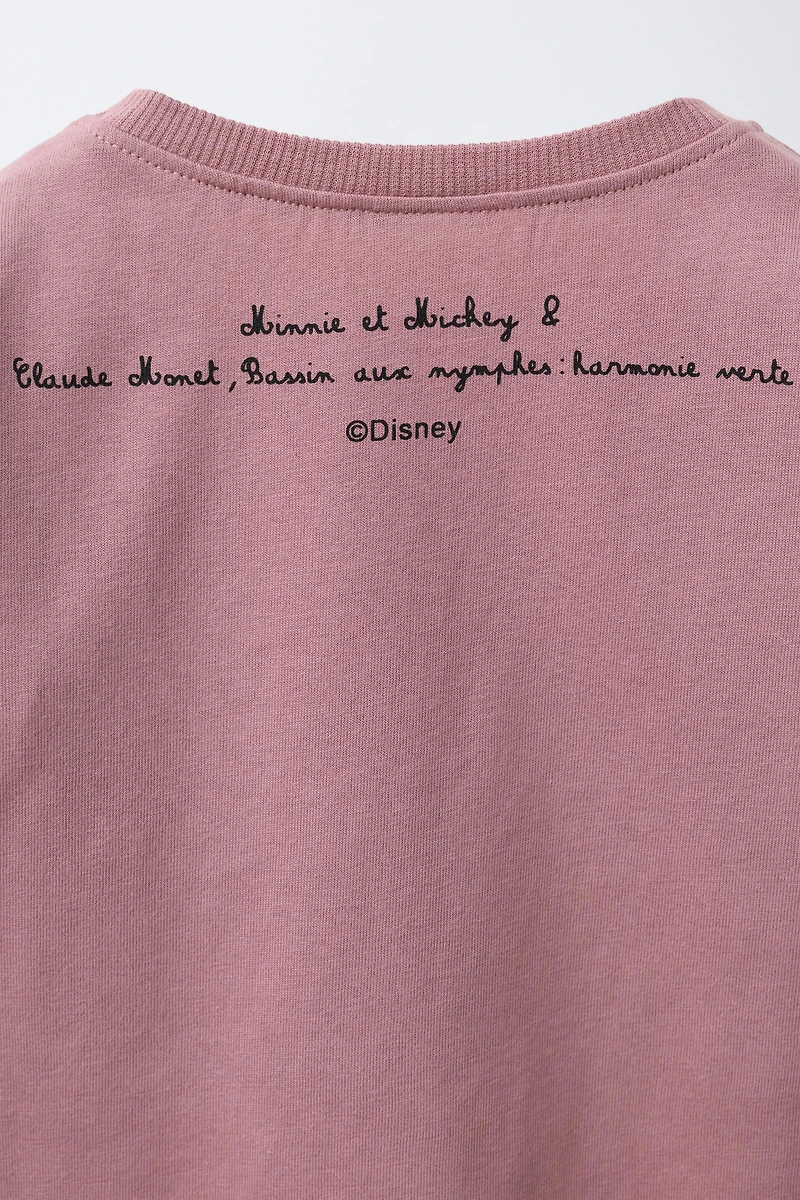 Minnie et Mickey &
Claude Monet, Bassin aux nymphes: harmonie verte
©Disney